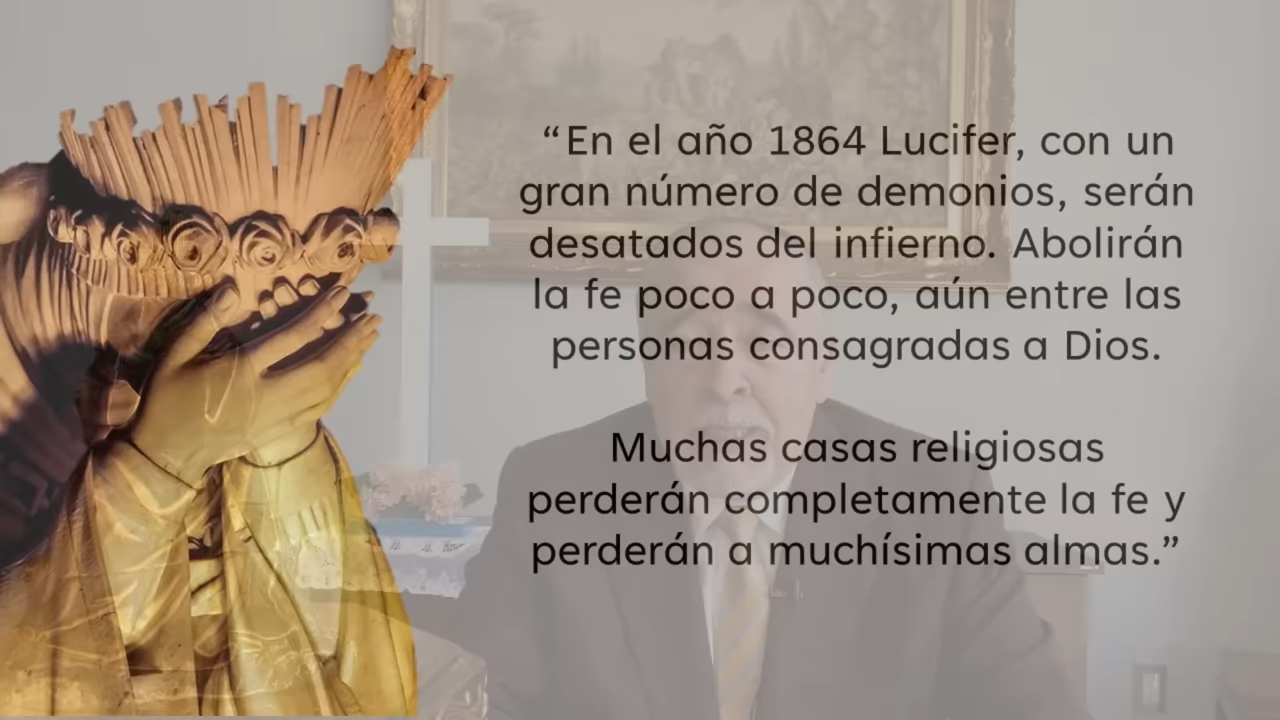 “En el año 1864 Lucifer, con un
gran número de demonios, serán
desatados del infierno. Abolirán
la fe poco a poco, aún entre las
personas consagradas a Dios.
Muchas casas religiosas
perderán completamente la fe y
perderán a muchísimas almas.”